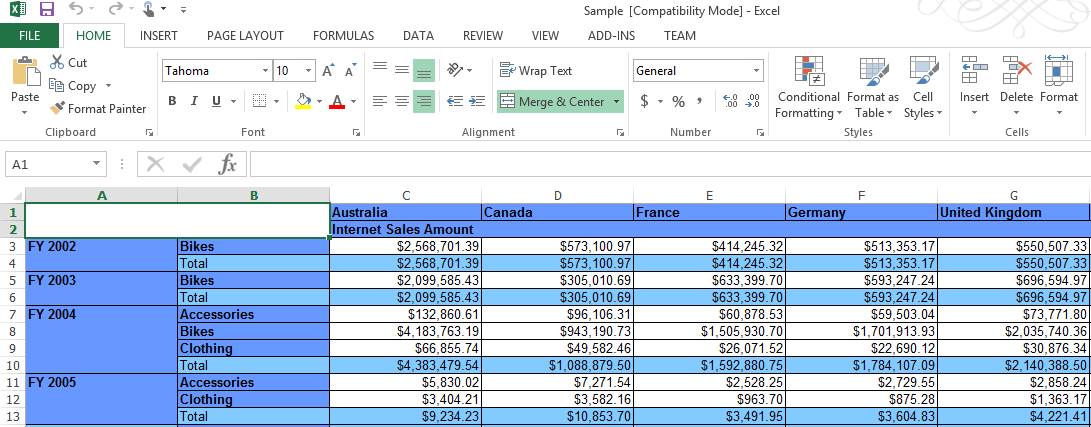 Sample [Compatibility Mode] - Excel
FILE HOME INSERT PAGE LAYOUT FORMULAS DATA REVIEW VIEW ADD-INS TEAM
Paste
Cut
Copy
Format Painter
Clipboard
Tahoma 10 A A
B I U A
Font
Wrap Text
Merge & Center
Alignment
General
$ % , .0 .00 .00 .0
Number
Conditional Formatting
Format as Table
Cell Styles
Styles
Insert Delete Format
Cells
A1 fx
A B C D E F G
1 Australia Canada France Germany United Kingdom
2 Internet Sales Amount
3 FY 2002 Bikes $2,568,701.39 $573,100.97 $414,245.32 $513,353.17 $550,507.33
4 Total $2,568,701.39 $573,100.97 $414,245.32 $513,353.17 $550,507.33
5 FY 2003 Bikes $2,099,585.43 $305,010.69 $633,399.70 $593,247.24 $696,594.97
6 Total $2,099,585.43 $305,010.69 $633,399.70 $593,247.24 $696,594.97
7 FY 2004 Accessories $132,860.61 $96,106.31 $60,878.53 $59,503.04 $73,771.80
8 Bikes $4,183,763.19 $943,190.73 $1,505,930.70 $1,701,913.93 $2,035,740.36
9 Clothing $66,855.74 $49,582.46 $26,071.52 $22,690.12 $30,876.34
10 Total $4,383,479.54 $1,088,879.50 $1,592,880.75 $1,784,107.09 $2,140,388.50
11 FY 2005 Accessories $5,830.02 $7,271.54 $2,528.25 $2,729.55 $2,858.24
12 Clothing $3,404.21 $3,582.16 $963.70 $875.28 $1,363.17
13 Total $9,234.23 $10,853.70 $3,491.95 $3,604.83 $4,221.41